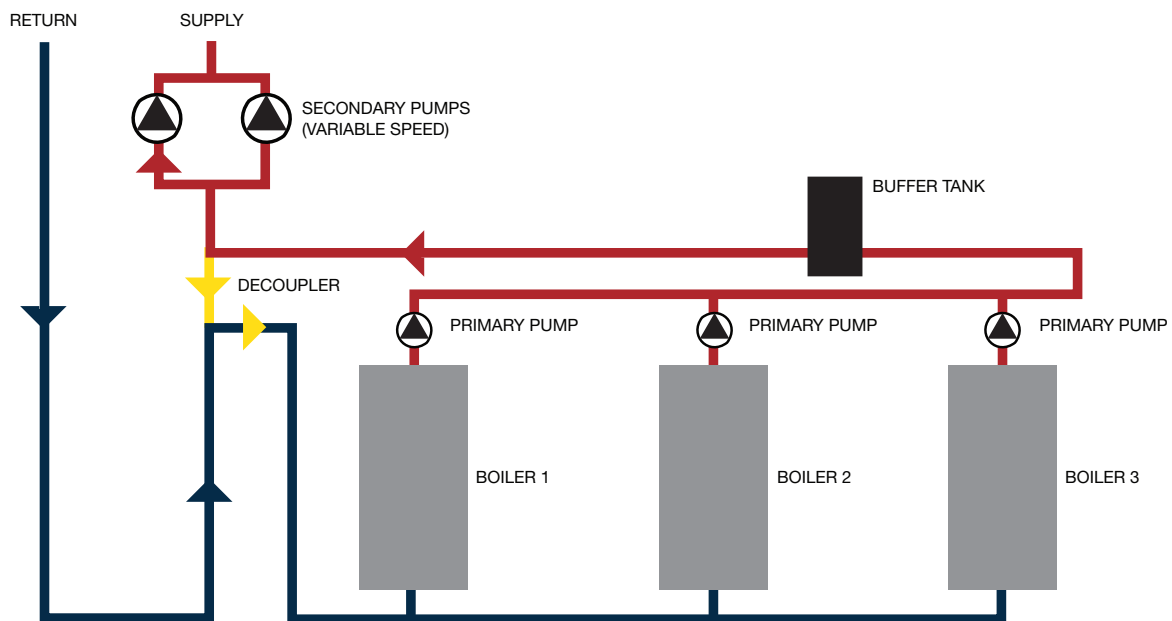 RETURN
SUPPLY
SECONDARY PUMPS
(VARIABLE SPEED)
BUFFER TANK
DECOUPLER
PRIMARY PUMP
PRIMARY PUMP
PRIMARY PUMP
BOILER 1
BOILER 2
BOILER 3